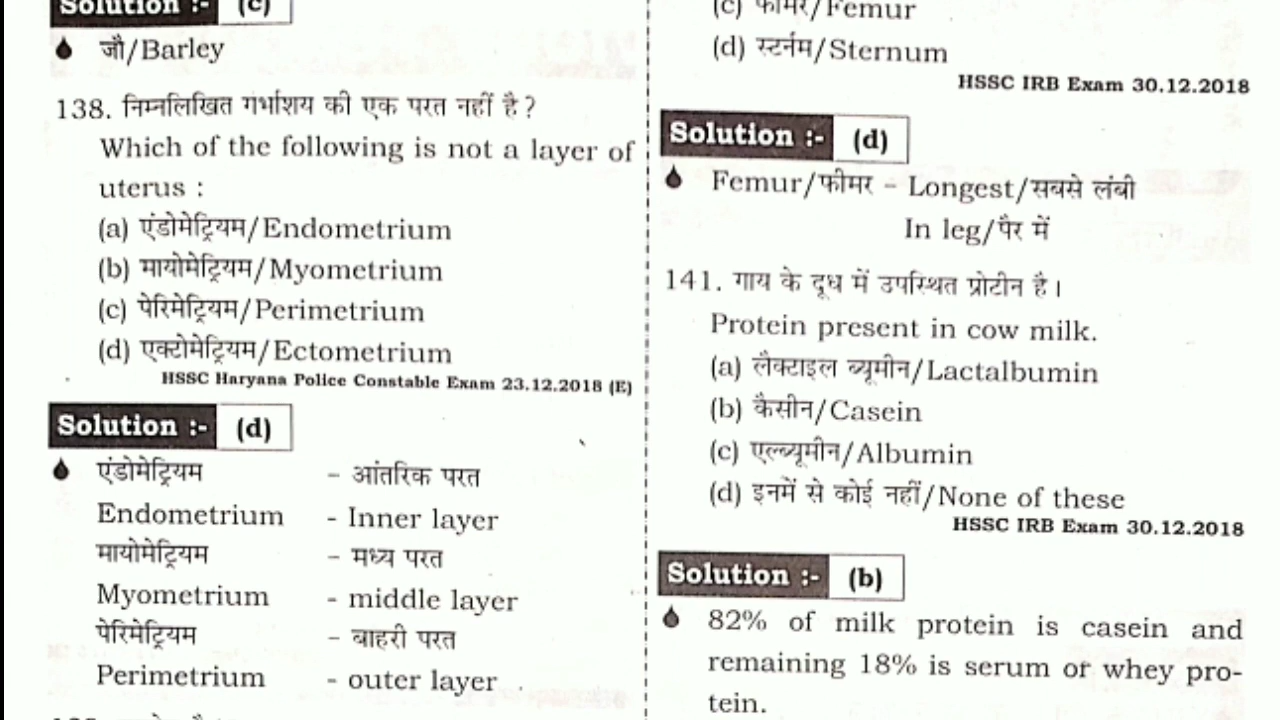 Solution :- (c)
जौ/Barley
138. निम्नलिखित गर्भाशय की एक परत नहीं है?
Which of the following is not a layer of
uterus :
(a) एंडोमेट्रियम/Endometrium
(b) मायोमेट्रियम/Myometrium
(c) पेरिमेट्रियम/Perimetrium
(d) एक्टोमेट्रियम/Ectometrium
HSSC Haryana Police Constable Exam 23.12.2018 (E)
Solution :- (d)
एंडोमेट्रियम – आंतरिक परत
Endometrium - Inner layer
मायोमेट्रियम – मध्य परत
Myometrium - middle layer
पेरिमेट्रियम – बाहरी परत
Perimetrium - outer layer
(c) फीमर/Femur
(d) स्टर्नम/Sternum
HSSC IRB Exam 30.12.2018
Solution :- (d)
Femur/फीमर – Longest/सबसे लंबी
In leg/पैर में
141. गाय के दूध में उपस्थित प्रोटीन है।
Protein present in cow milk.
(a) लैक्टाइल ब्यूमीन/Lactalbumin
(b) कैसीन/Casein
(c) एल्ब्यूमीन/Albumin
(d) इनमें से कोई नहीं/None of these
HSSC IRB Exam 30.12.2018
Solution :- (b)
82% of milk protein is casein and
remaining 18% is serum or whey pro-
tein.